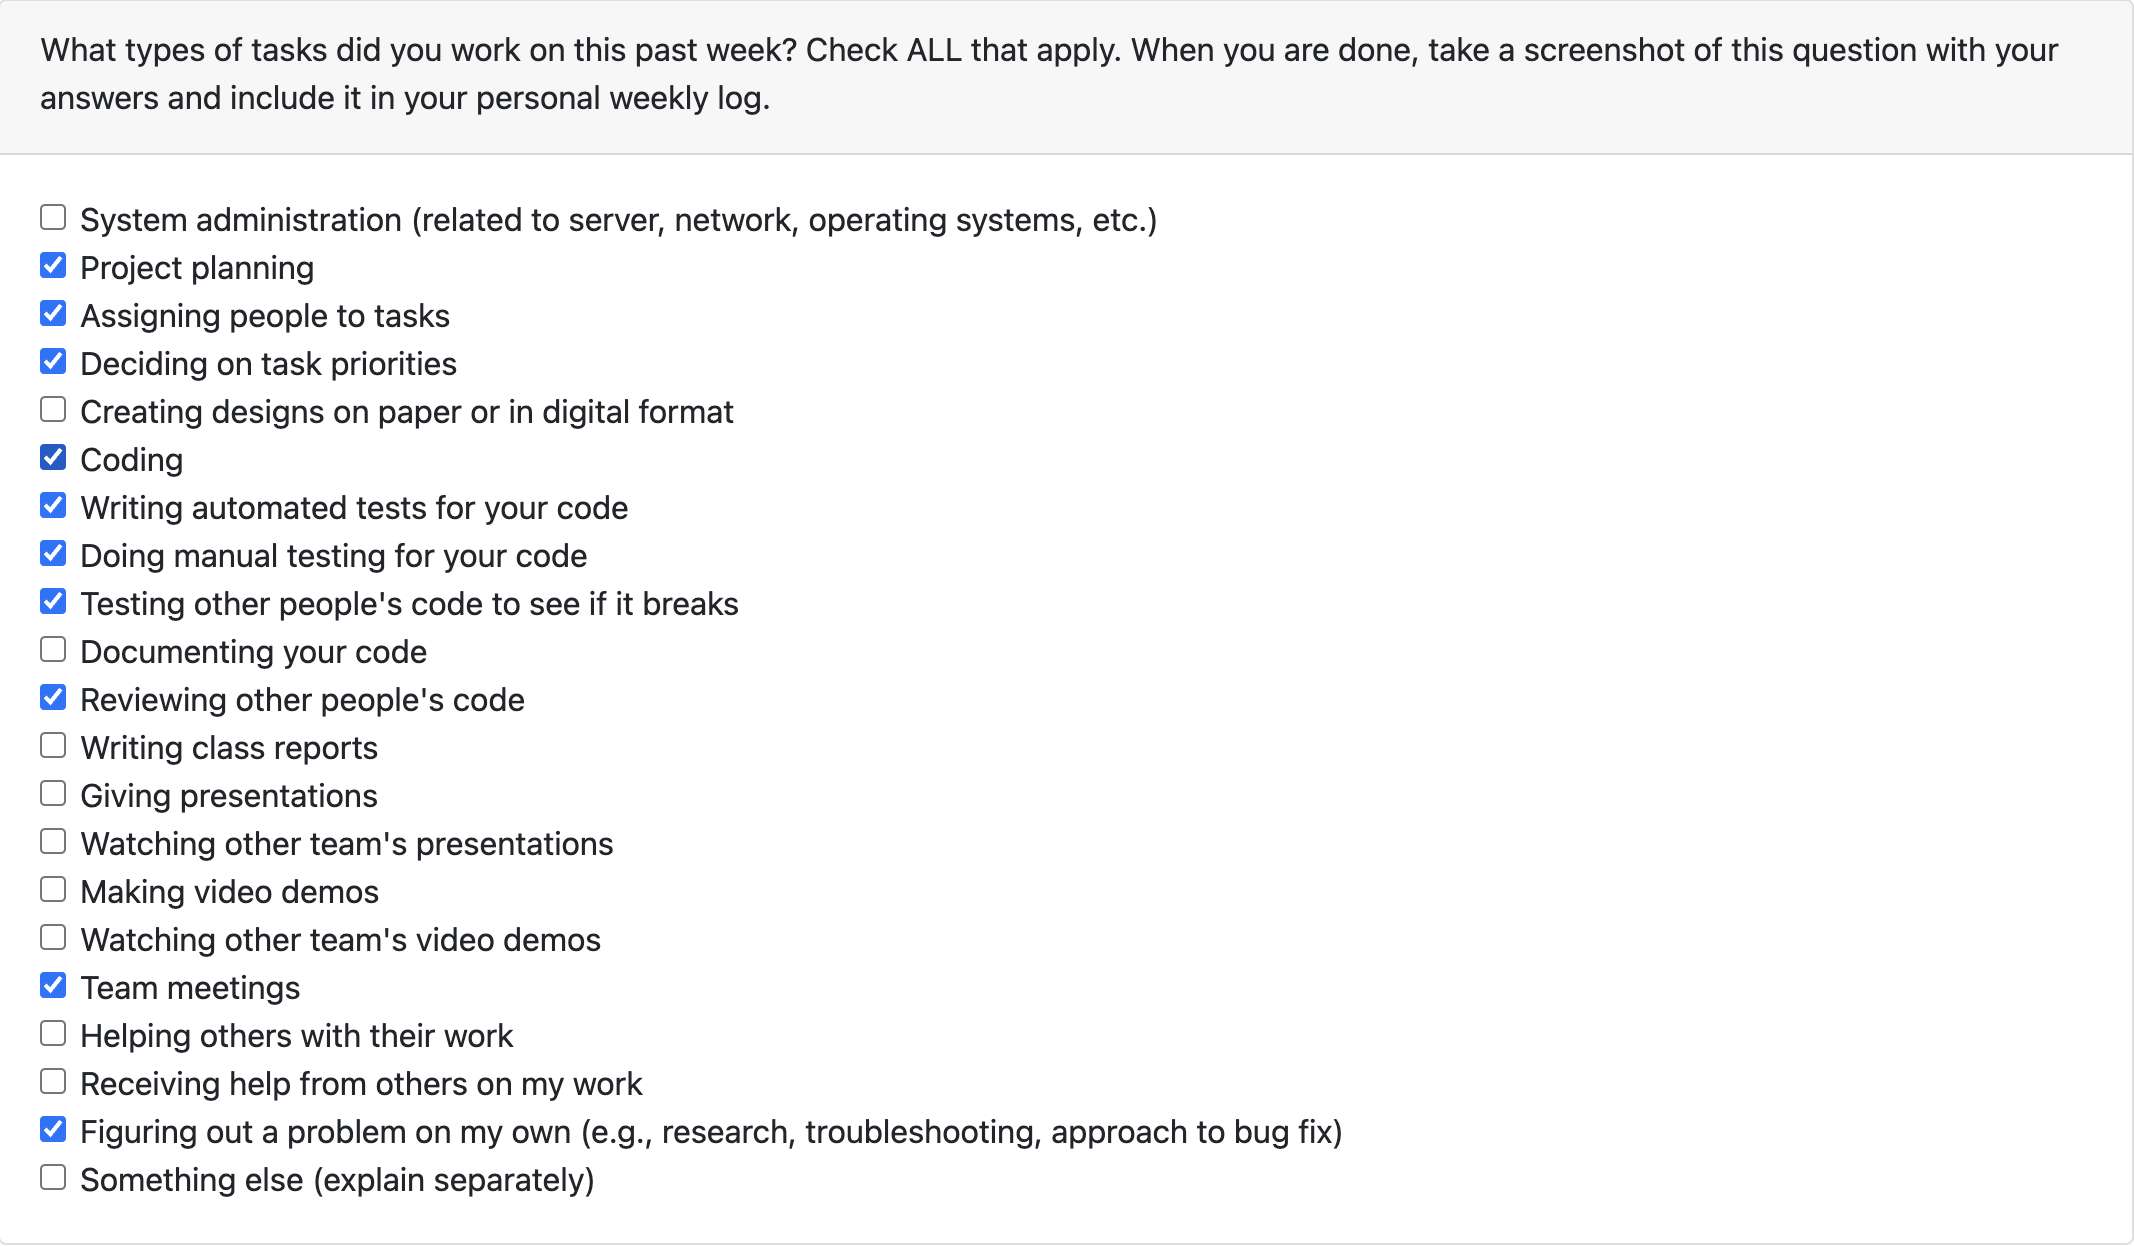 What types of tasks did you work on this past week? Check ALL that apply. When you are done, take a screenshot of this question with your
answers and include it in your personal weekly log.
System administration (related to server, network, operating systems, etc.)
Project planning
Assigning people to tasks
Deciding on task priorities
Creating designs on paper or in digital format
Coding
Writing automated tests for your code
Doing manual testing for your code
Testing other people's code to see if it breaks
Documenting your code
Reviewing other people's code
Writing class reports
Giving presentations
Watching other team's presentations
Making video demos
Watching other team's video demos
Team meetings
Helping others with their work
Receiving help from others on my work
Figuring out a problem on my own (e.g., research, troubleshooting, approach to bug fix)
Something else (explain separately)